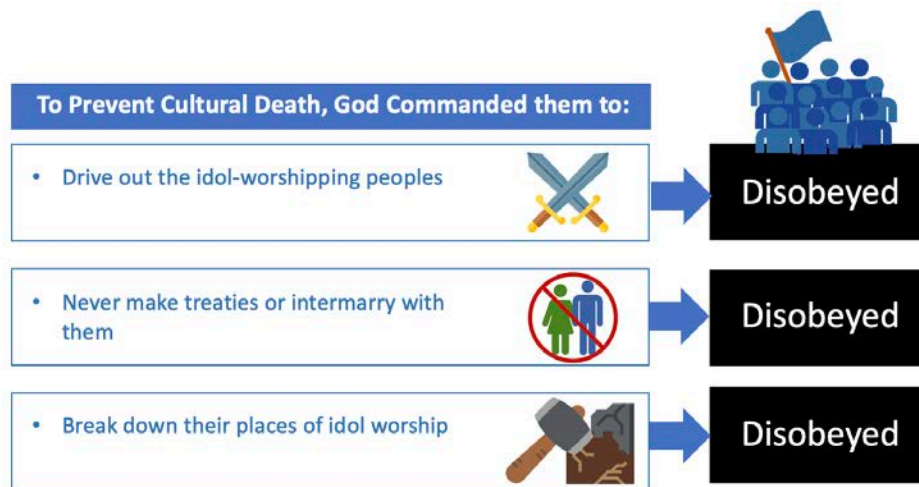 To Prevent Cultural Death, God Commanded them to:
• Drive out the idol-worshipping peoples
Disobeyed
• Never make treaties or intermarry with
them
Disobeyed
• Break down their places of idol worship
Disobeyed